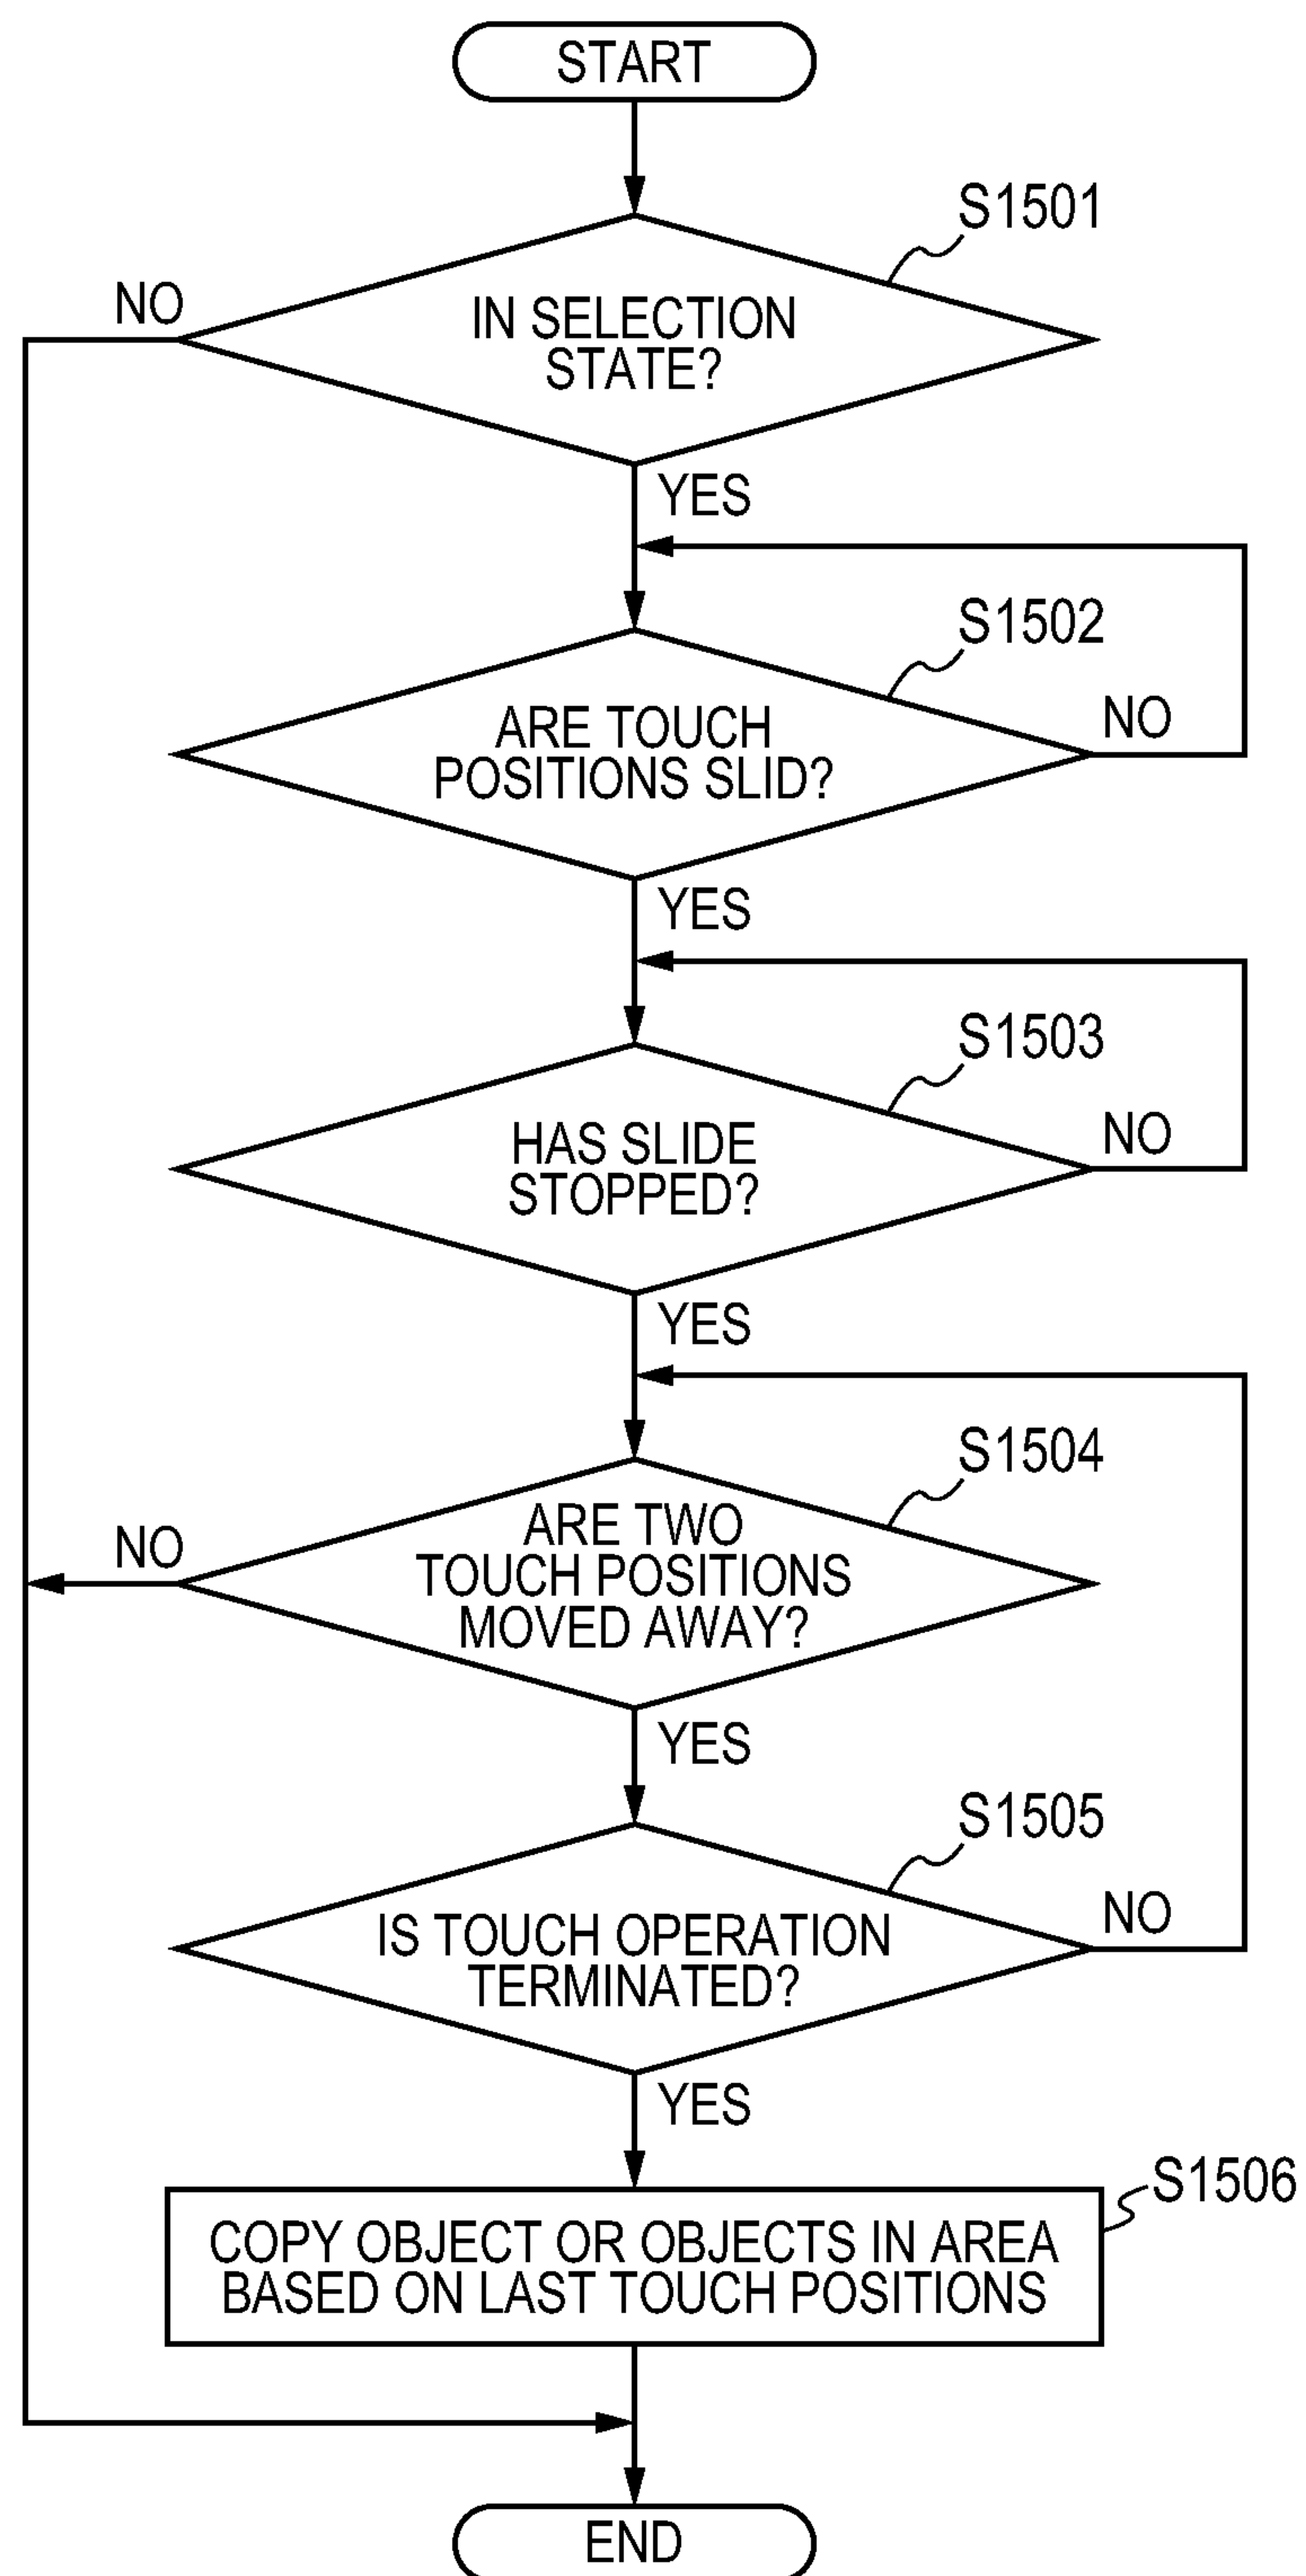 START
S1501
NO
IN SELECTION
STATE?
YES
S1502
ARE TOUCH
POSITIONS SLID?
NO
YES
S1503
HAS SLIDE
STOPPED?
NO
YES
S1504
NO
ARE TWO
TOUCH POSITIONS
MOVED AWAY?
YES
S1505
IS TOUCH OPERATION
TERMINATED?
NO
YES
S1506
COPY OBJECT OR OBJECTS IN AREA
BASED ON LAST TOUCH POSITIONS
END